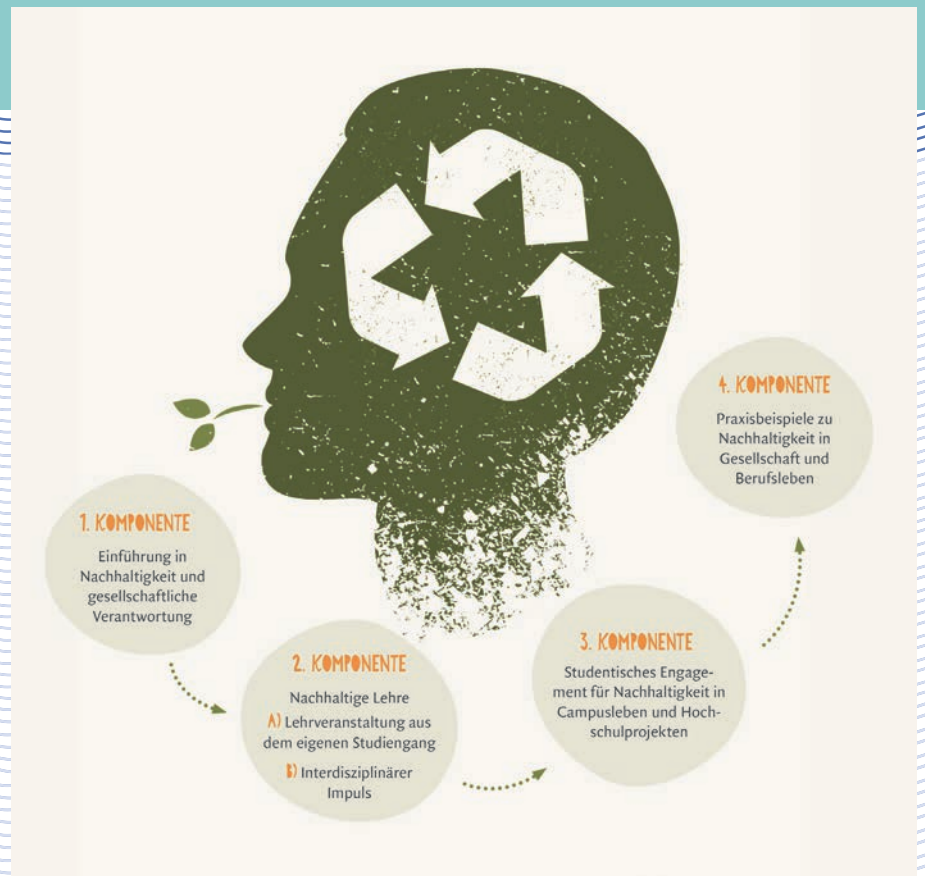 1. KOMPONENTE
Einführung in
Nachhaltigkeit und
gesellschaftliche
Verantwortung
2. KOMPONENTE
Nachhaltige Lehre
A) Lehrveranstaltung aus
dem eigenen Studiengang
B) Interdisziplinärer
Impuls
3. KOMPONENTE
Studentisches Engage-
ment für Nachhaltigkeit in
Campusleben und Hoch-
schulprojekten
4. KOMPONENTE
Praxisbeispiele zu
Nachhaltigkeit in
Gesellschaft und
Berufsleben